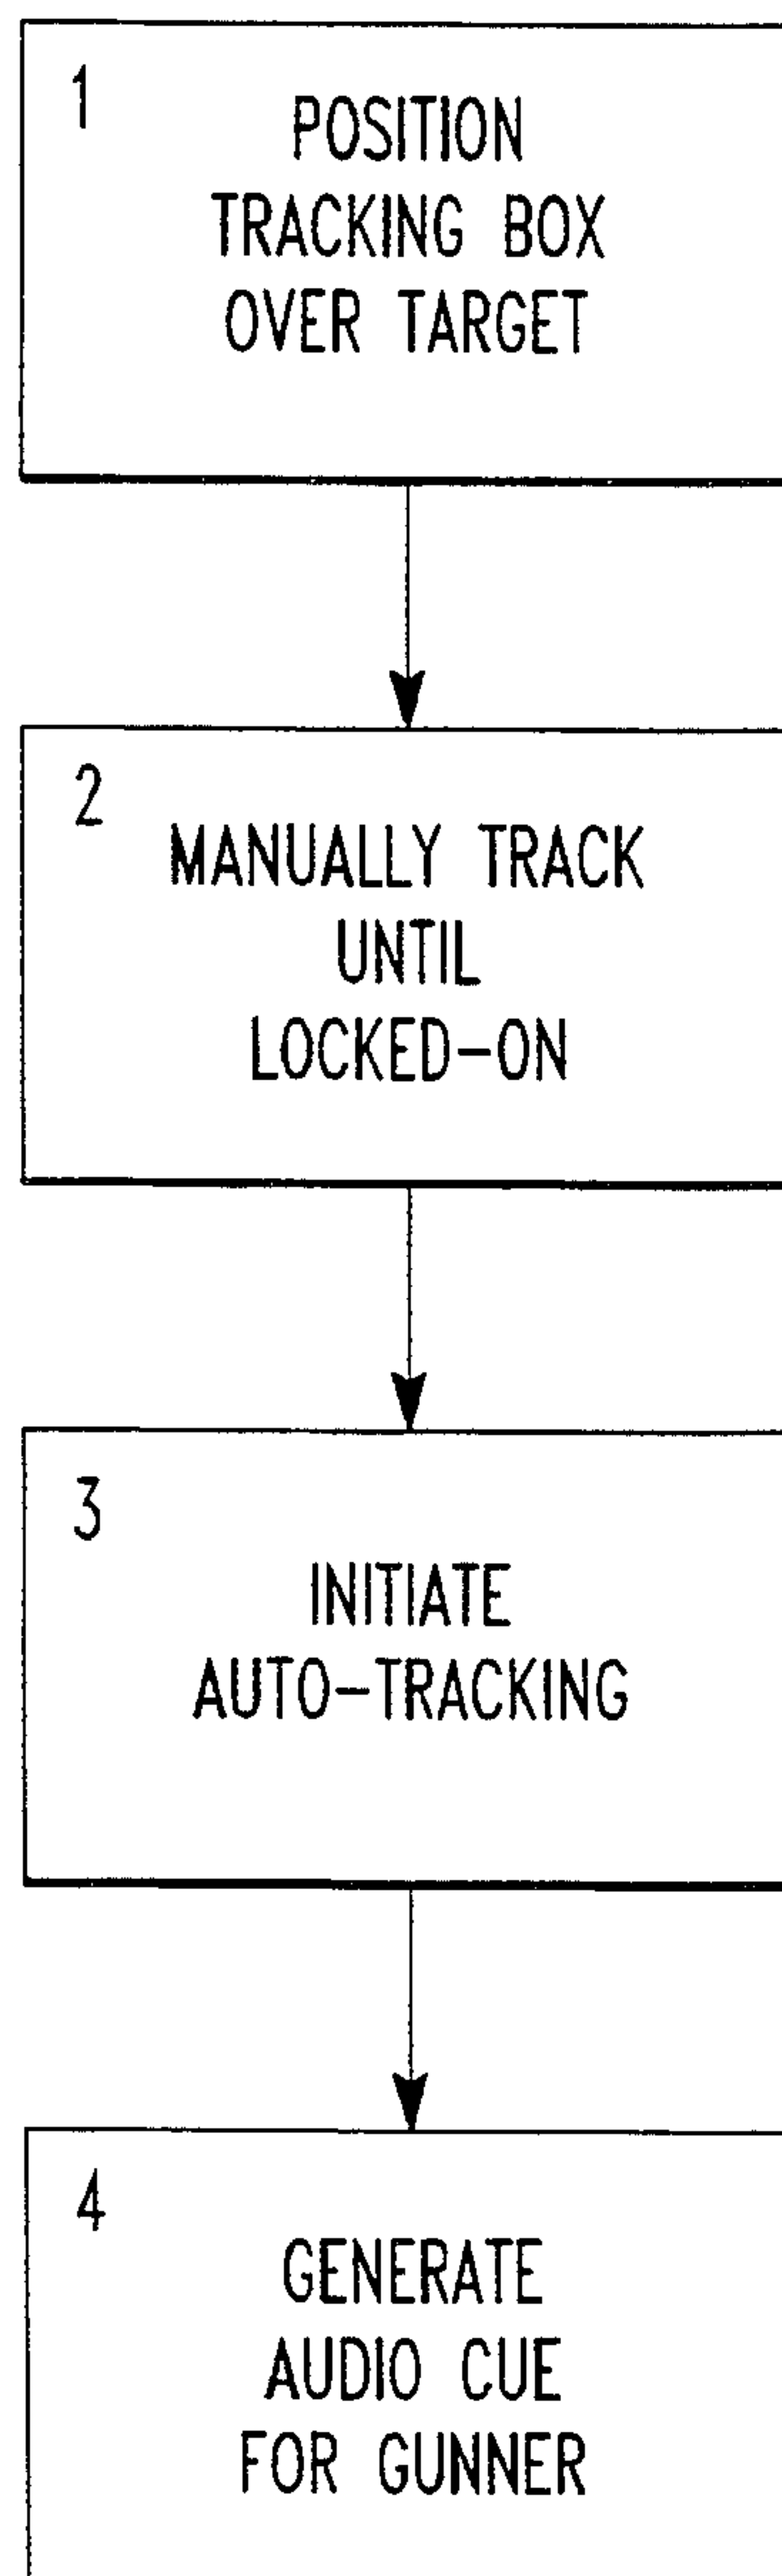 1
POSITION
TRACKING BOX
OVER TARGET
2
MANUALLY TRACK
UNTIL
LOCKED-ON
3
INITIATE
AUTO-TRACKING
4
GENERATE
AUDIO CUE
FOR GUNNER